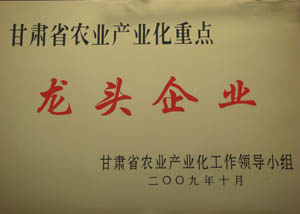 甘肃省农业产业化重点
龙头企业
甘肃省农业产业化工作领导小组
二〇〇九年十月